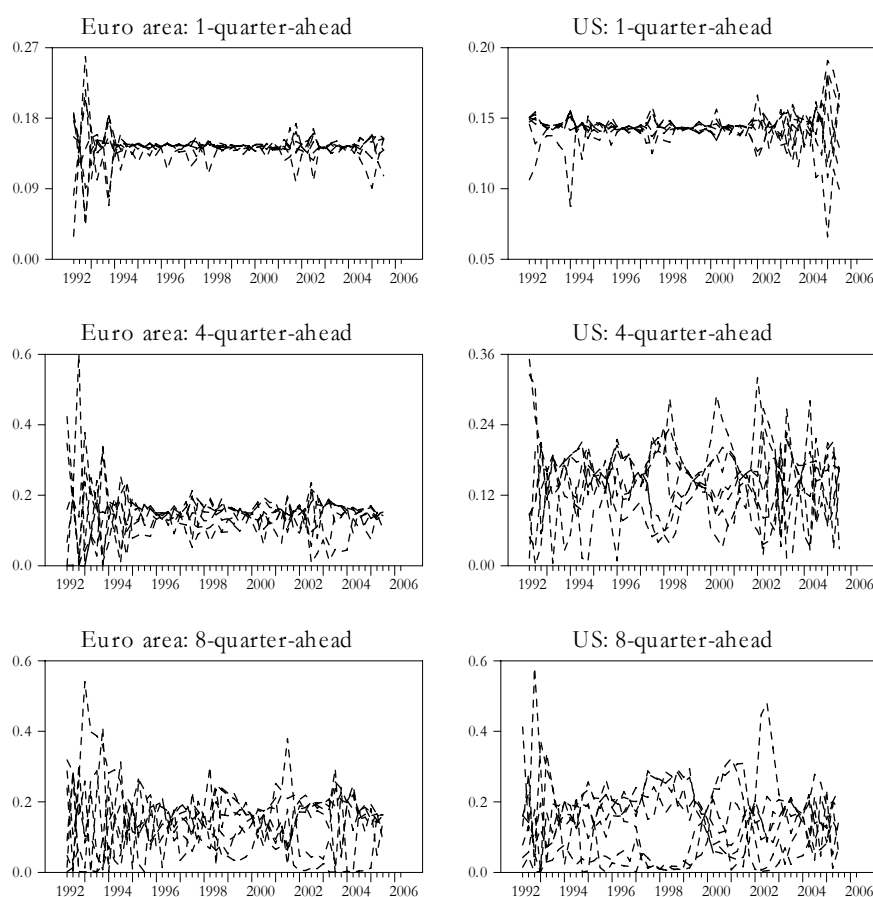 Euro area: 1-quarter-ahead
0.27
0.18
0.09
0.00
1992 1994 1996 1998 2000 2002 2004 2006
US: 1-quarter-ahead
0.20
0.15
0.10
0.05
1992 1994 1996 1998 2000 2002 2004 2006
Euro area: 4-quarter-ahead
0.6
0.4
0.2
0.0
1992 1994 1996 1998 2000 2002 2004 2006
US: 4-quarter-ahead
0.36
0.24
0.12
0.00
1992 1994 1996 1998 2000 2002 2004 2006
Euro area: 8-quarter-ahead
0.6
0.4
0.2
0.0
1992 1994 1996 1998 2000 2002 2004 2006
US: 8-quarter-ahead
0.6
0.4
0.2
0.0
1992 1994 1996 1998 2000 2002 2004 2006